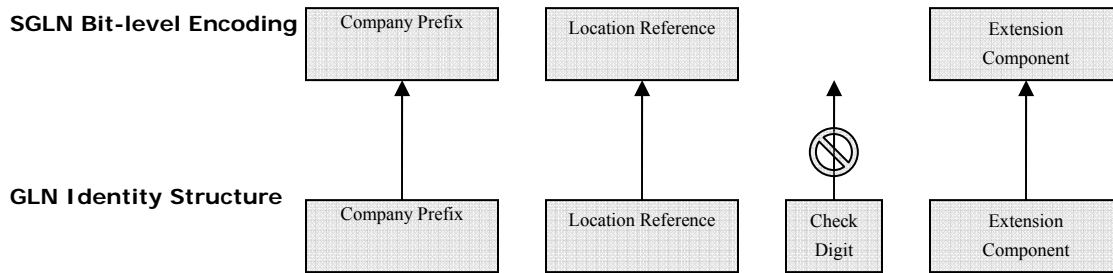 SGLN Bit-level Encoding
Company Prefix
Location Reference
Extension
Component
GLN Identity Structure
Company Prefix
Location Reference
Check
Digit
Extension
Component